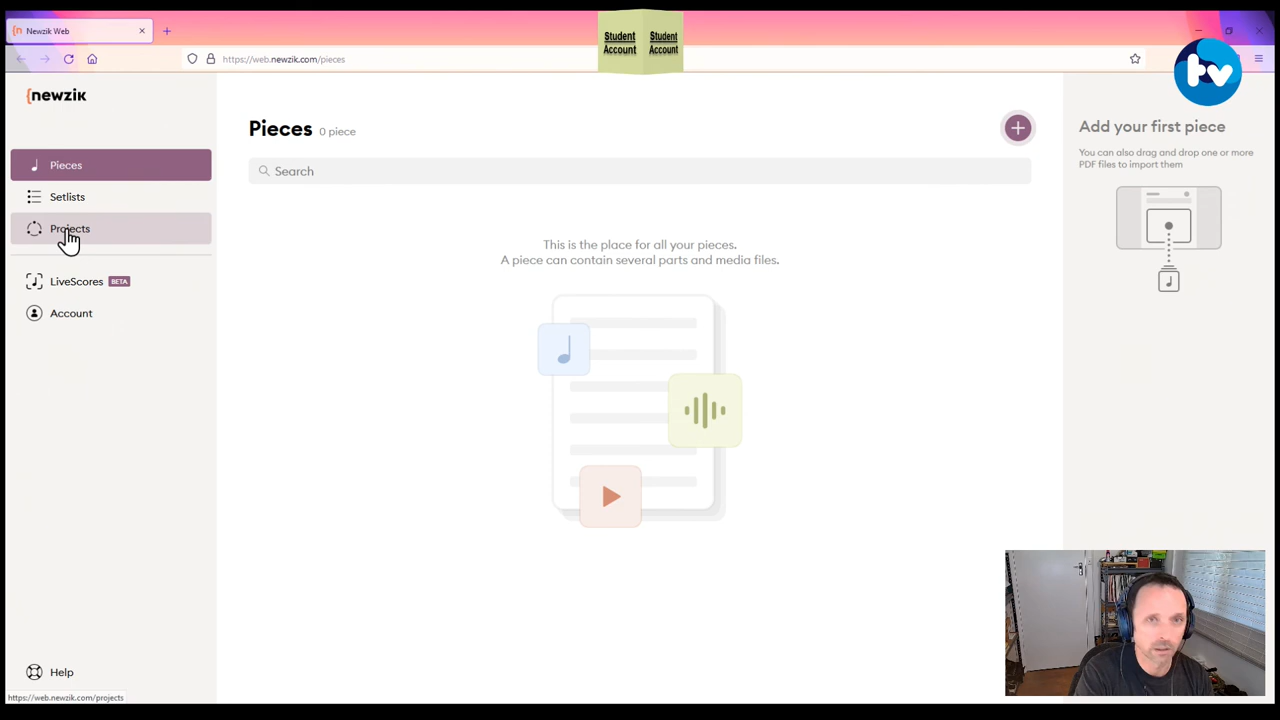 Newzik Web
Student Account
Student Account
https://web.newzik.com/pieces
tv
{newzik
Pieces
Setlists
Projects
LiveScores BETA
Account
Help
https://web.newzik.com/projects
Pieces 0 piece
Search
This is the place for all your pieces.
A piece can contain several parts and media files.
Add your first piece
You can also drag and drop one or more
PDF files to import them